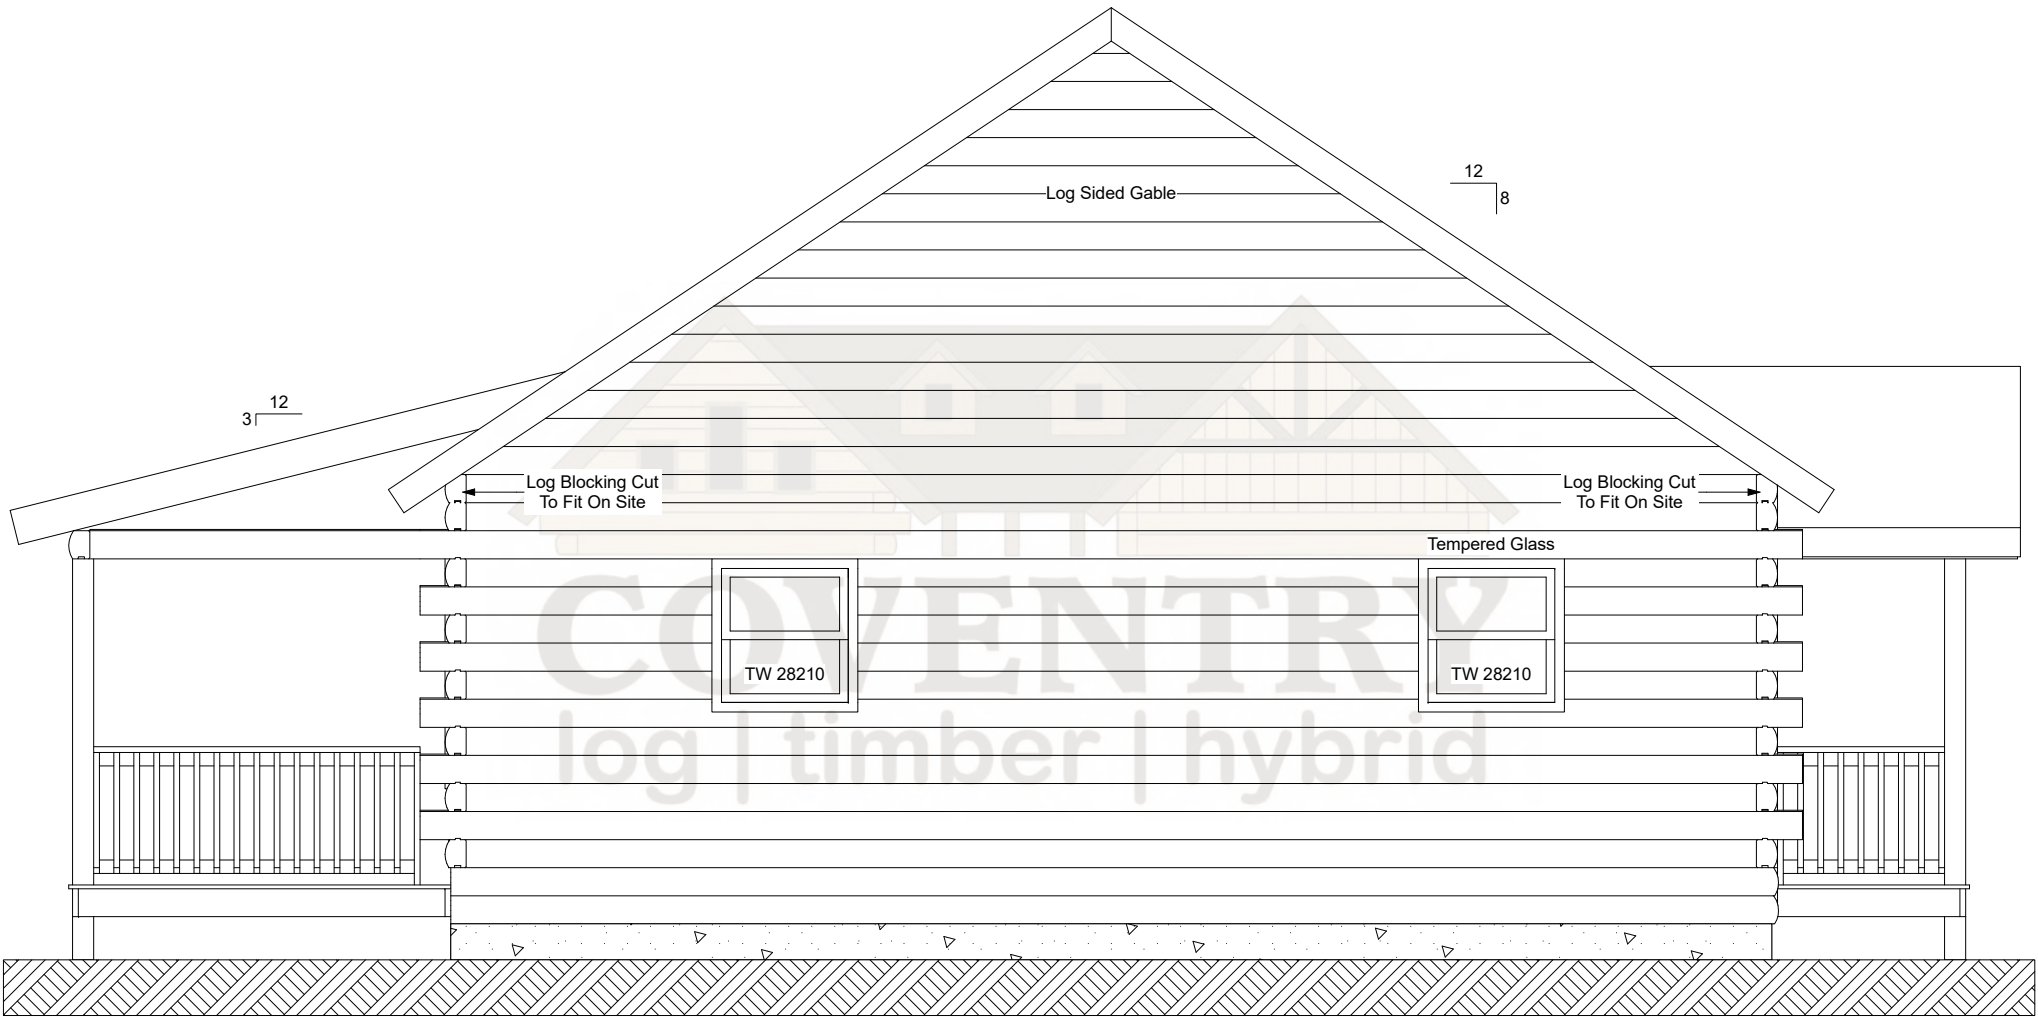 12
8
Log Sided Gable
12
3
Log Blocking Cut
To Fit On Site
Log Blocking Cut
To Fit On Site
Tempered Glass
COVENTRY
TW 28210
TW 28210
log | timber | hybrid